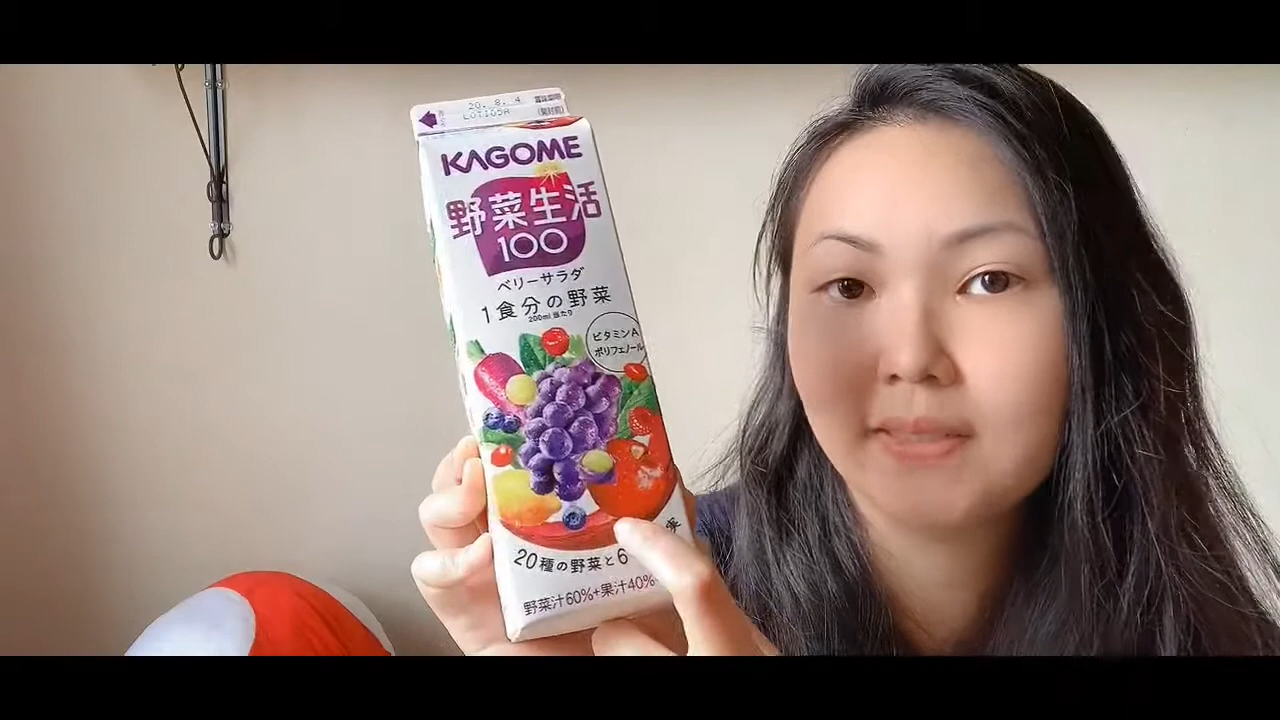 20. 8. 4
KAGOME
野菜生活
100
ベリーサラダ
1食分の野菜
200ml当たり
ビタミンA
ポリフェノール
20種の野菜と6
野菜汁60%+果汁40%